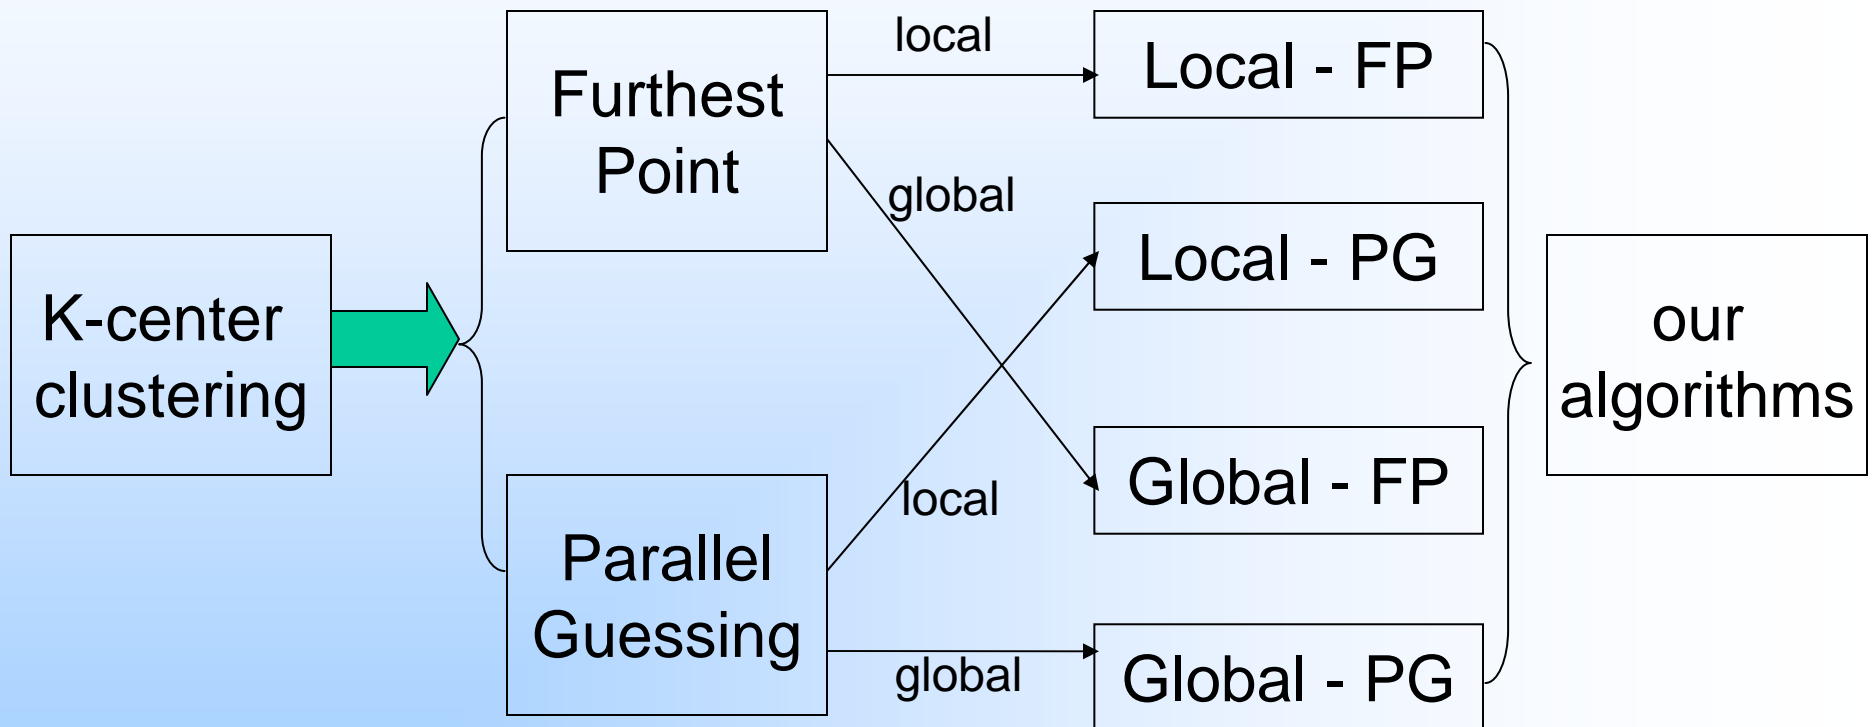 K-center
clustering
Furthest
Point
Parallel
Guessing
local
global
local
global
Local - FP
Local - PG
Global - FP
Global - PG
our
algorithms